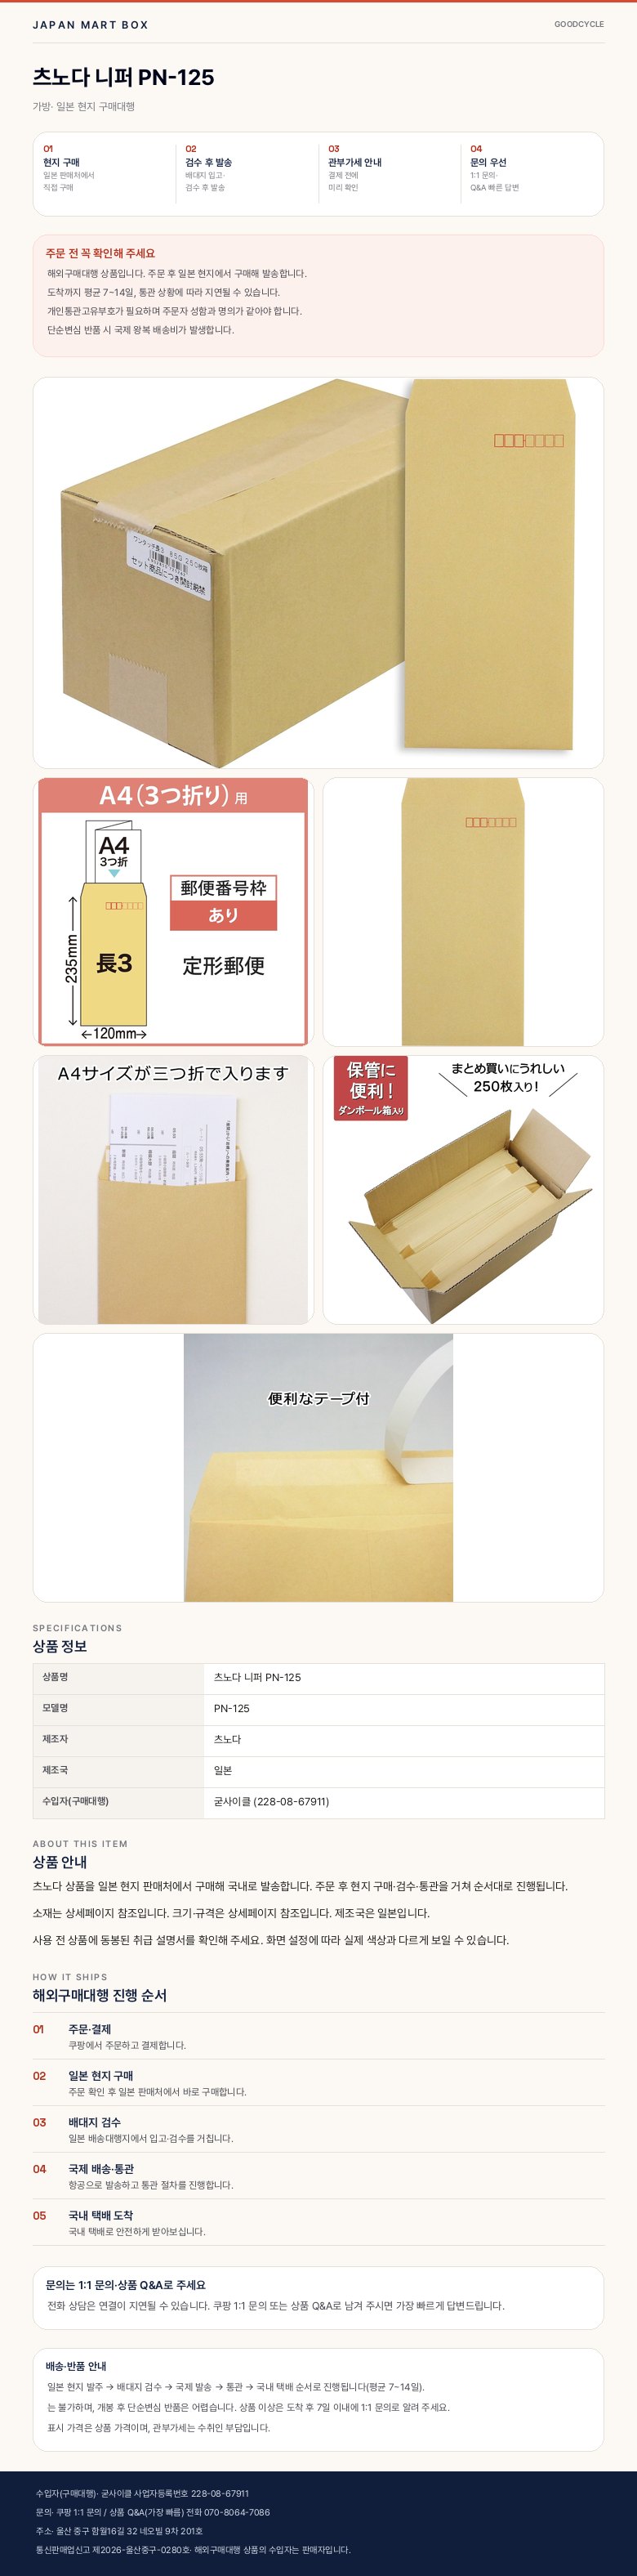 JAPAN MART BOX
GOODCYCLE
츠노다 니퍼 PN-125
가방· 일본 현지 구매대행
01
현지 구매
일본 판매처에서
직접 구매
02
검수 후 발송
배대지 입고·
검수 후 발송
03
관부가세 안내
결제 전에
미리 확인
04
문의 우선
1:1 문의·
Q&A 빠른 답변
주문 전 꼭 확인해 주세요
해외구매대행 상품입니다. 주문 후 일본 현지에서 구매해 발송합니다.
도착까지 평균 7~14일, 통관 상황에 따라 지연될 수 있습니다.
개인통관고유부호가 필요하며 주문자 성함과 명의가 같아야 합니다.
단순변심 반품 시 국제 왕복 배송비가 발생합니다.
ワンタッチ長3 85g 250枚箱
セット商品につき開封厳禁
A4(3つ折り)用
A4
3つ折
郵便番号枠
あり
235mm
長3
定形郵便
120mm
A4サイズが三つ折で入ります
保管に
便利!
ダンボール箱入り
まとめ買いにうれしい
250枚入り!
便利なテープ付
SPECIFICATIONS
상품 정보
상품명 츠노다 니퍼 PN-125
모델명 PN-125
제조자 츠노다
제조국 일본
수입자(구매대행) 굳사이클 (228-08-67911)
ABOUT THIS ITEM
상품 안내
츠노다 상품을 일본 현지 판매처에서 구매해 국내로 발송합니다. 주문 후 현지 구매·검수·통관을 거쳐 순서대로 진행됩니다.
소재는 상세페이지 참조입니다. 크기·규격은 상세페이지 참조입니다. 제조국은 일본입니다.
사용 전 상품에 동봉된 취급 설명서를 확인해 주세요. 화면 설정에 따라 실제 색상과 다르게 보일 수 있습니다.
HOW IT SHIPS
해외구매대행 진행 순서
01 주문·결제
쿠팡에서 주문하고 결제합니다.
02 일본 현지 구매
주문 확인 후 일본 판매처에서 바로 구매합니다.
03 배대지 검수
일본 배송대행지에서 입고·검수를 거칩니다.
04 국제 배송·통관
항공으로 발송하고 통관 절차를 진행합니다.
05 국내 택배 도착
국내 택배로 안전하게 받아보십니다.
문의는 1:1 문의·상품 Q&A로 주세요
전화 상담은 연결이 지연될 수 있습니다. 쿠팡 1:1 문의 또는 상품 Q&A로 남겨 주시면 가장 빠르게 답변드립니다.
배송·반품 안내
일본 현지 발주 → 배대지 검수 → 국제 발송 → 통관 → 국내 택배 순서로 진행됩니다(평균 7~14일).
는 불가하며, 개봉 후 단순변심 반품은 어렵습니다. 상품 이상은 도착 후 7일 이내에 1:1 문의로 알려 주세요.
표시 가격은 상품 가격이며, 관부가세는 수취인 부담입니다.
수입자(구매대행)· 굳사이클 사업자등록번호 228-08-67911
문의· 쿠팡 1:1 문의 / 상품 Q&A(가장 빠름) 전화 070-8064-7086
주소· 울산 중구 함월16길 32 네오빌 9차 201호
통신판매업신고 제2026-울산중구-0280호· 해외구매대행 상품의 수입자는 판매자입니다.